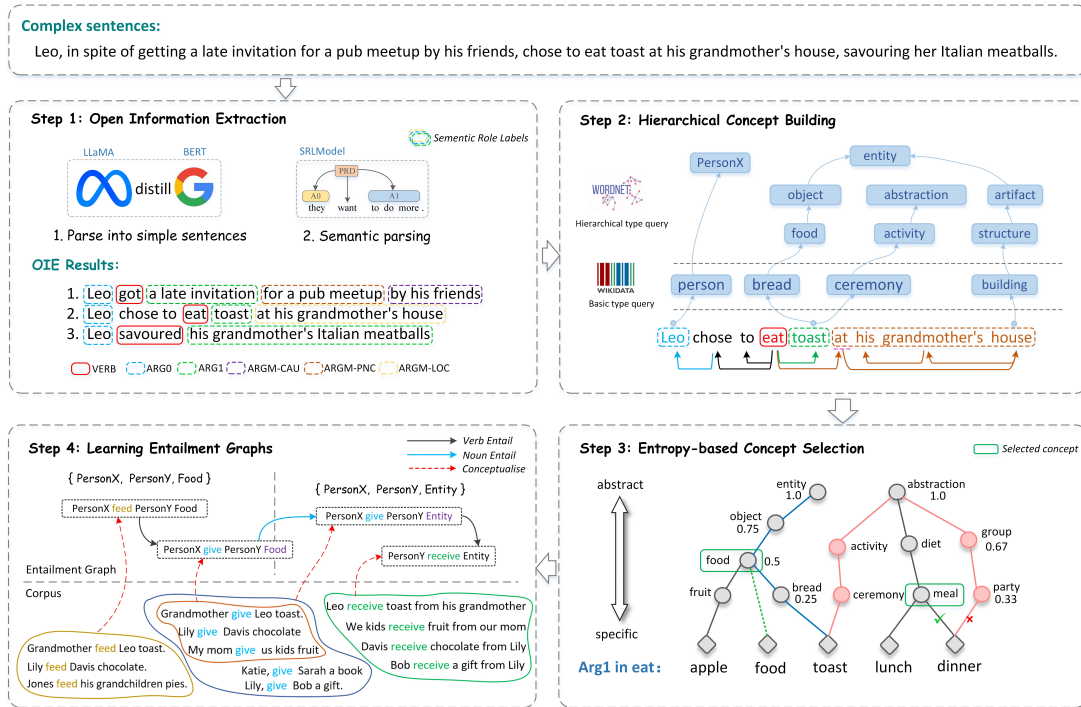 Complex sentences:
Leo, in spite of getting a late invitation for a pub meetup by his friends, chose to eat toast at his grandmother's house, savouring her Italian meatballs.
Step 1: Open Information Extraction
Sementic Role Labels
LLaMA
BERT
distill
SRLModel
PRD
A0
A1
they want to do more .
1. Parse into simple sentences
2. Semantic parsing
OIE Results:
1. Leo got a late invitation for a pub meetup by his friends
2. Leo chose to eat toast at his grandmother's house
3. Leo savoured his grandmother's Italian meatballs
VERB ARG0 ARG1 ARGM-CAU ARGM-PNC ARGM-LOC
Step 2: Hierarchical Concept Building
PersonX
entity
WORDNET
Hierarchical type query
object
abstraction
artifact
food
activity
structure
WIKIDATA
Basic type query
person
bread
ceremony
building
Leo chose to eat toast at his grandmother's house
Step 4: Learning Entailment Graphs
Verb Entail
Noun Entail
Conceptualise
{ PersonX, PersonY, Food }
{ PersonX, PersonY, Entity }
PersonX feed PersonY Food
PersonX give PersonY Entity
PersonX give PersonY Food
PersonY receive Entity
Entailment Graph
Corpus
Grandmother feed Leo toast.
Lily feed Davis chocolate.
Jones feed his grandchildren pies.
Grandmother give Leo toast.
Lily give Davis chocolate
My mom give us kids fruit
Katie, give Sarah a book
Lily, give Bob a gift.
Leo receive toast from his grandmother
We kids receive fruit from our mom
Davis receive chocolate from Lily
Bob receive a gift from Lily
Step 3: Entropy-based Concept Selection
Selected concept
abstract
specific
entity
1.0
abstraction
1.0
object
0.75
group
0.67
activity
diet
food
0.5
fruit
bread
0.25
ceremony
meal
party
0.33
Arg1 in eat:
apple
food
toast
lunch
dinner